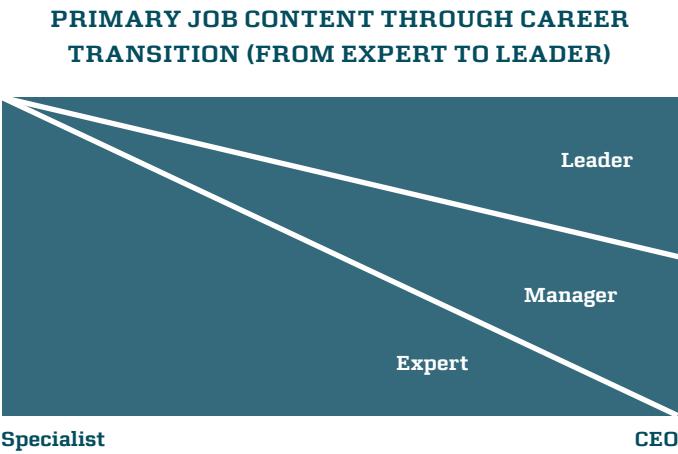 PRIMARY JOB CONTENT THROUGH CAREER
TRANSITION (FROM EXPERT TO LEADER)
Leader
Manager
Expert
Specialist
CEO